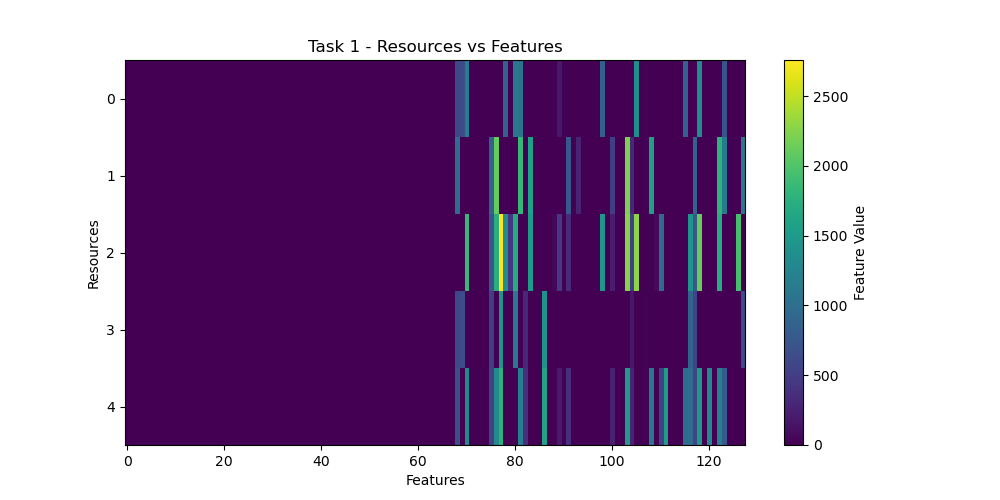 Task 1 - Resources vs Features
Resources
0
1
2
3
4
0 20 40 60 80 100 120
Features
2500
2000
1500
1000
500
0
Feature Value